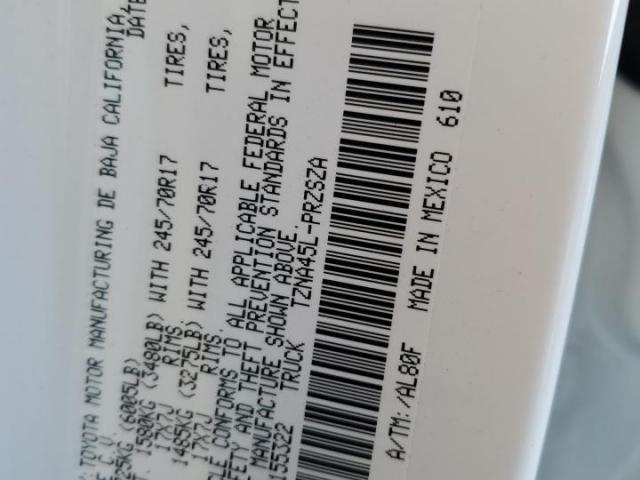 TOYOTA MOTOR MANUFACTURING DE BAJA CALIFORNIA,
E C.V. DATE
25KG (6005LB)
T. 1580KG (3480LB) WITH 245/70R17 TIRES,
17X7J RIMS.
1485KG (3275LB) WITH 245/70R17 TIRES,
17X7J RIMS.
CLE CONFORMS TO ALL APPLICABLE FEDERAL MOTOR
FETY AND THEFT PREVENTION STANDARDS IN EFFECT
MANUFACTURE SHOWN ABOVE.
155322 TRUCK TZNA45L-PRZSZA
A/TM:/AL80F MADE IN MEXICO 610